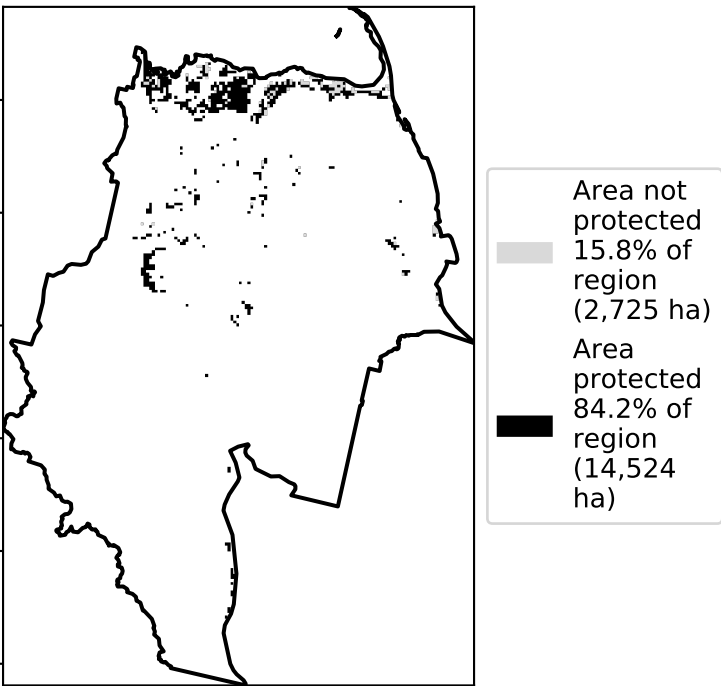 Area not
protected
15.8% of
region
(2,725 ha)
Area
protected
84.2% of
region
(14,524
ha)